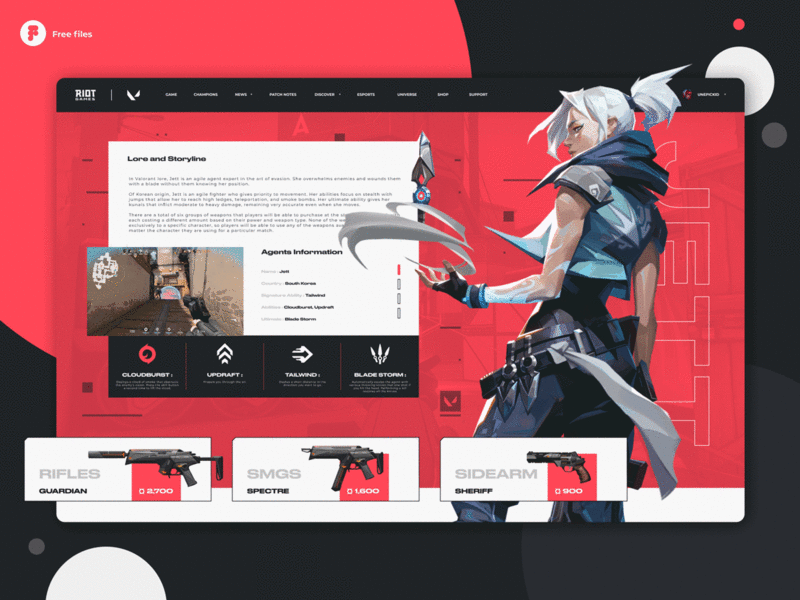 Free files
RIOT GAMES
GAME CHAMPIONS NEWS PATCH NOTES DISCOVER ESPORTS UNIVERSE SHOP SUPPORT UNEPICKID
Lore and Storyline
In Valorant lore, Jett is an agile agent expert in the art of evasion. She overwhelms enemies and wounds them
with a blade without them knowing her position.
Of Korean origin, Jett is an agile fighter who gives priority to movement. Her abilities focus on stealth with
jumps that allow her to reach high ledges, teleportation, and smoke bombs. Her ultimate ability gives her
kunais that inflict moderate to heavy damage, remaining very accurate even when she moves.
There are a total of six groups of weapons that players will be able to purchase at the
each costing a different amount based on their power and weapon type. None of the
exclusively to a specific character, so players will be able to use any of the weapons
matter the character they are using for a particular match.
Agents Information
Name : Jett
Country : South Korea
Signature Ability : Tailwind
Abilities : Cloudburst, Updraft
Ultimate : Blade Storm
CLOUDBURST :
UPDRAFT :
TAILWIND :
BLADE STORM :
JETT
RIFLES
GUARDIAN
2,700
SMGS
SPECTRE
1,600
SIDEARM
SHERIFF
900